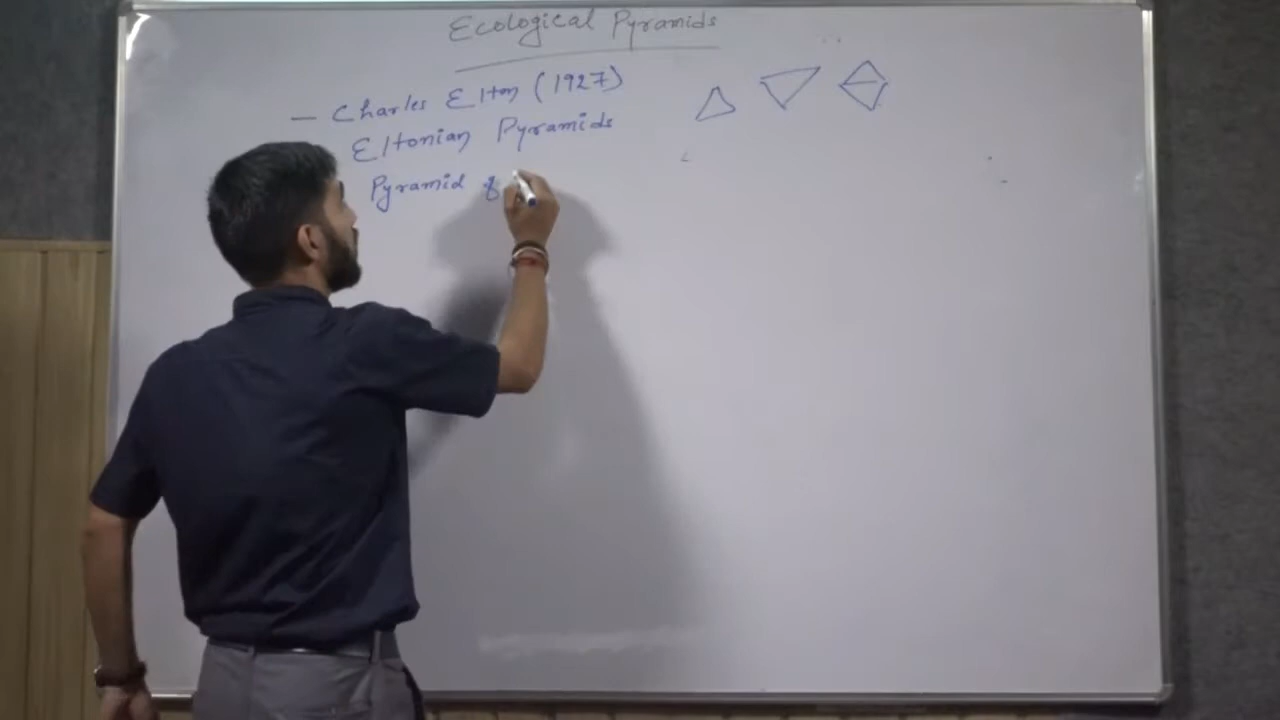 Ecological Pyramids
— Charles Elton (1927)
Eltonian Pyramids
Pyramid of